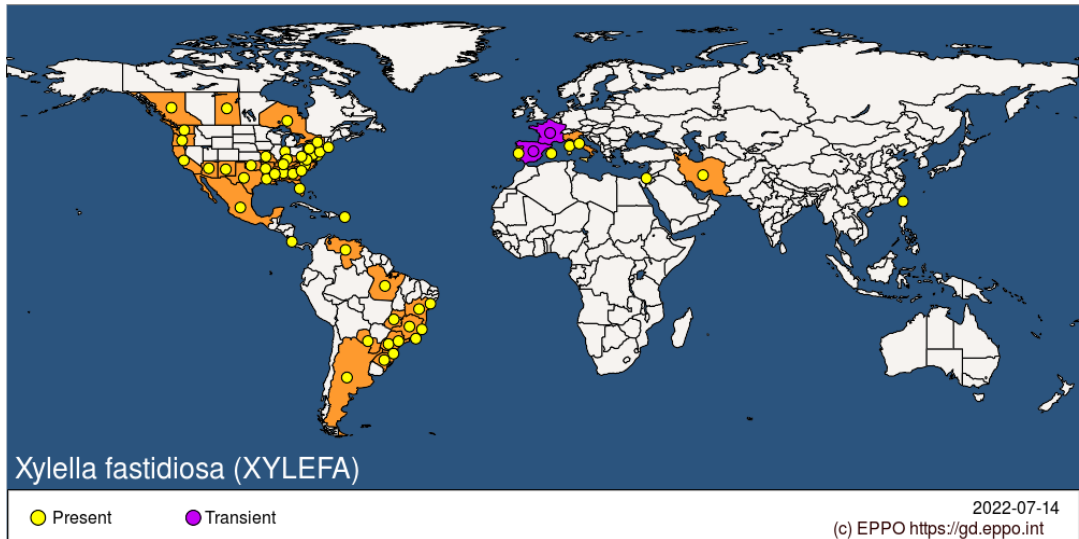 Xylella fastidiosa (XYLEFA)
Present
Transient
2022-07-14
(c) EPPO https://gd.eppo.int